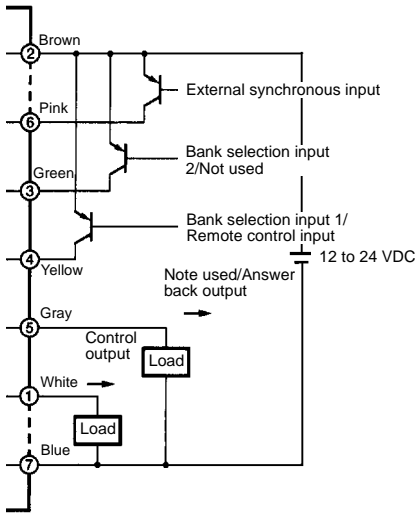 Brown
2
External synchronous input
Pink
6
Bank selection input
2/Not used
Green
3
Bank selection input 1/
Remote control input
12 to 24 VDC
4
Yellow
Note used/Answer
back output
Gray
5
Control
output
Load
White
1
Load
Blue
7